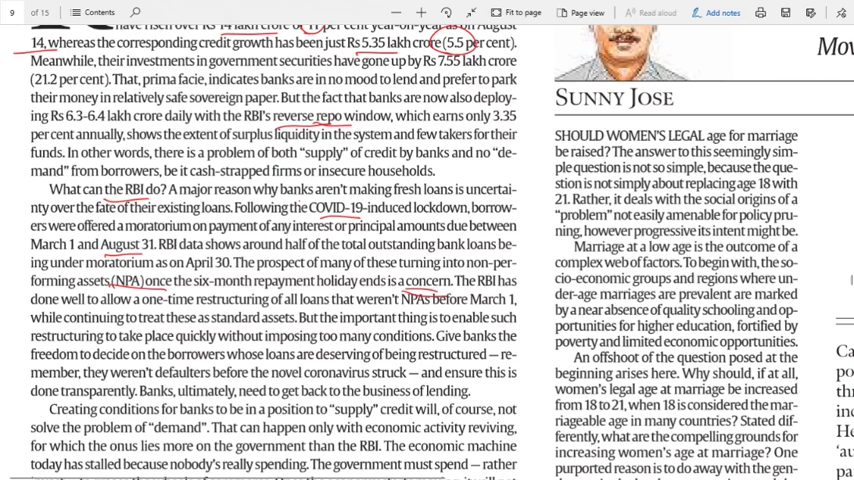 9
of 15
Fit to page
Page view
Read aloud
Add notes
have risen over Rs 14 lakh crore or 11 per cent year-on-year as on August
14, whereas the corresponding credit growth has been just Rs 5.35 lakh crore (5.5 per cent).
Meanwhile, their investments in government securities have gone up by Rs 7.55 lakh crore
(21.2 per cent). That, prima facie, indicates banks are in no mood to lend and prefer to park
their money in relatively safe sovereign paper. But the fact that banks are now also deploy-
ing Rs 6.3-6.4 lakh crore daily with the RBI's reverse repo window, which earns only 3.35
per cent annually, shows the extent of surplus liquidity in the system and few takers for their
funds. In other words, there is a problem of both “supply” of credit by banks and no “de-
mand” from borrowers, be it cash-strapped firms or insecure households.
What can the RBI do? A major reason why banks aren't making fresh loans is uncertai-
nty over the fate of their existing loans. Following the COVID-19-induced lockdown, borrow-
ers were offered a moratorium on payment of any interest or principal amounts due between
March 1 and August 31. RBI data shows around half of the total outstanding bank loans be-
ing under moratorium as on April 30. The prospect of many of these turning into non-per-
forming assets (NPA) once the six-month repayment holiday ends is a concern. The RBI has
done well to allow a one-time restructuring of all loans that weren't NPAs before March 1,
while continuing to treat these as standard assets. But the important thing is to enable such
restructuring to take place quickly without imposing too many conditions. Give banks the
freedom to decide on the borrowers whose loans are deserving of being restructured — re-
member, they weren't defaulters before the novel coronavirus struck — and ensure this is
done transparently. Banks, ultimately, need to get back to the business of lending.
Creating conditions for banks to be in a position to “supply” credit will, of course, not
solve the problem of “demand”. That can happen only with economic activity reviving,
for which the onus lies more on the government than the RBI. The economic machine
today has stalled because nobody's really spending. The government must spend — rather
SUNNY JOSE
SHOULD WOMEN'S LEGAL age for marriage
be raised? The answer to this seemingly sim-
ple question is not so simple, because the que-
stion is not simply about replacing age 18 with
21. Rather, it deals with the social origins of a
“problem” not easily amenable for policy pru-
ning, however progressive its intent might be.
Marriage at a low age is the outcome of a
complex web of factors. To begin with, the so-
cio-economic groups and regions where un-
der-age marriages are prevalent are marked
by a near absence of quality schooling and op-
portunities for higher education, fortified by
poverty and limited economic opportunities.
An offshoot of the question posed at the
beginning arises here. Why should, if at all,
women's legal age at marriage be increased
from 18 to 21, when 18 is considered the mar-
riageable age in many countries? Stated dif-
ferently, what are the compelling grounds for
increasing women's age at marriage? One
purported reason is to do away with the gen-
Mov
Ca
po
thr
inc
He
'au
pa